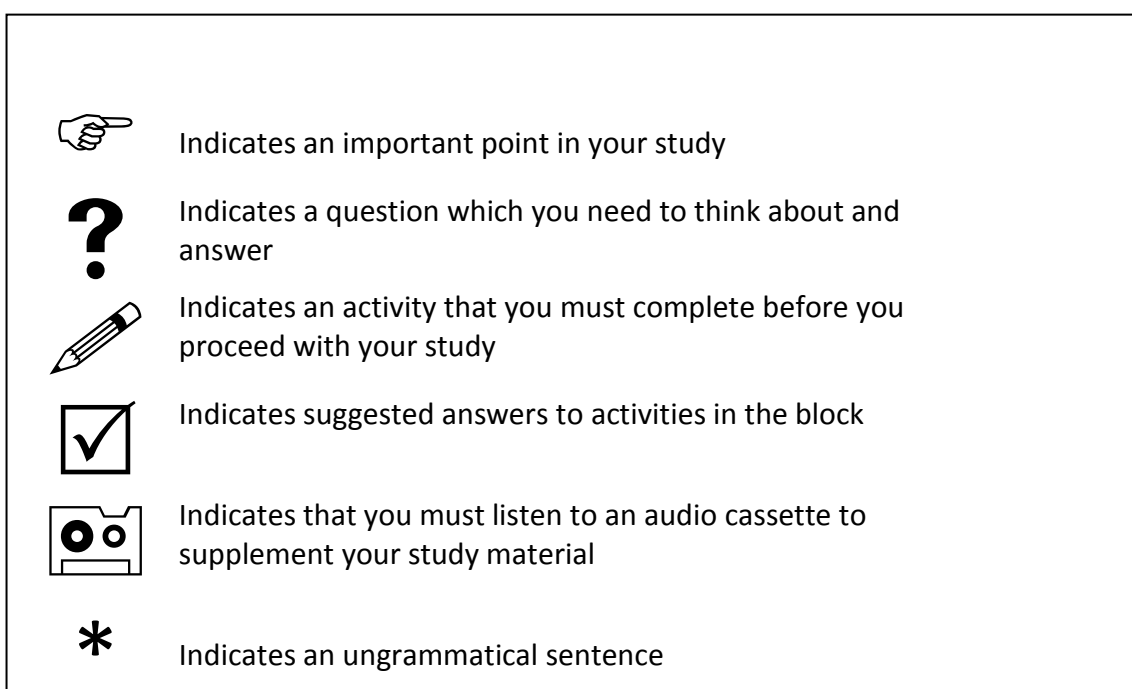 Indicates an important point in your study
? Indicates a question which you need to think about and
answer
Indicates an activity that you must complete before you
proceed with your study
Indicates suggested answers to activities in the block
Indicates that you must listen to an audio cassette to
supplement your study material
* Indicates an ungrammatical sentence